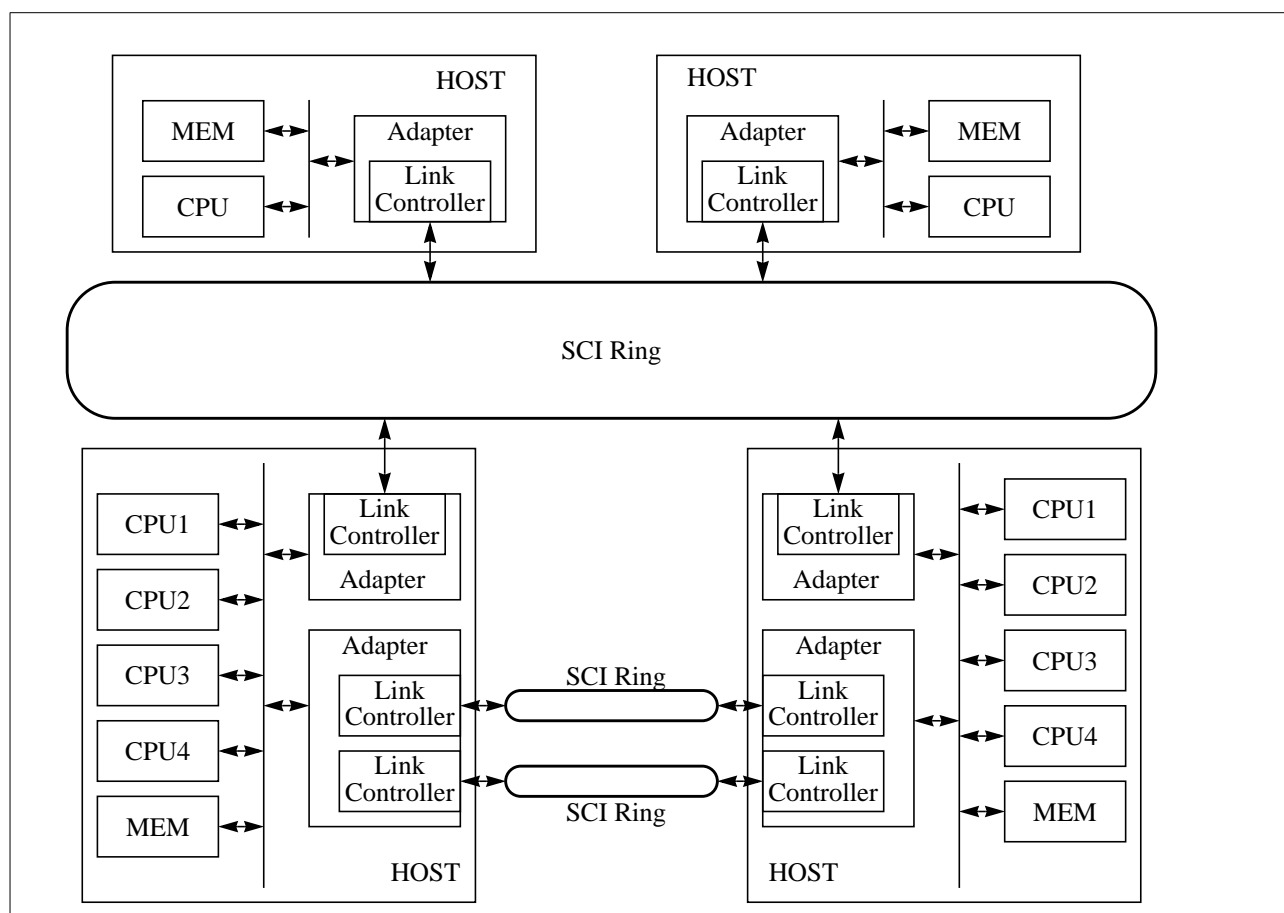 HOST
MEM
Adapter
Link
Controller
CPU
HOST
Adapter
MEM
Link
Controller
CPU
SCI Ring
CPU1
CPU2
CPU3
CPU4
MEM
Link
Controller
Adapter
Adapter
Link
Controller
Link
Controller
HOST
SCI Ring
SCI Ring
Link
Controller
Adapter
Adapter
Link
Controller
Link
Controller
CPU1
CPU2
CPU3
CPU4
MEM
HOST